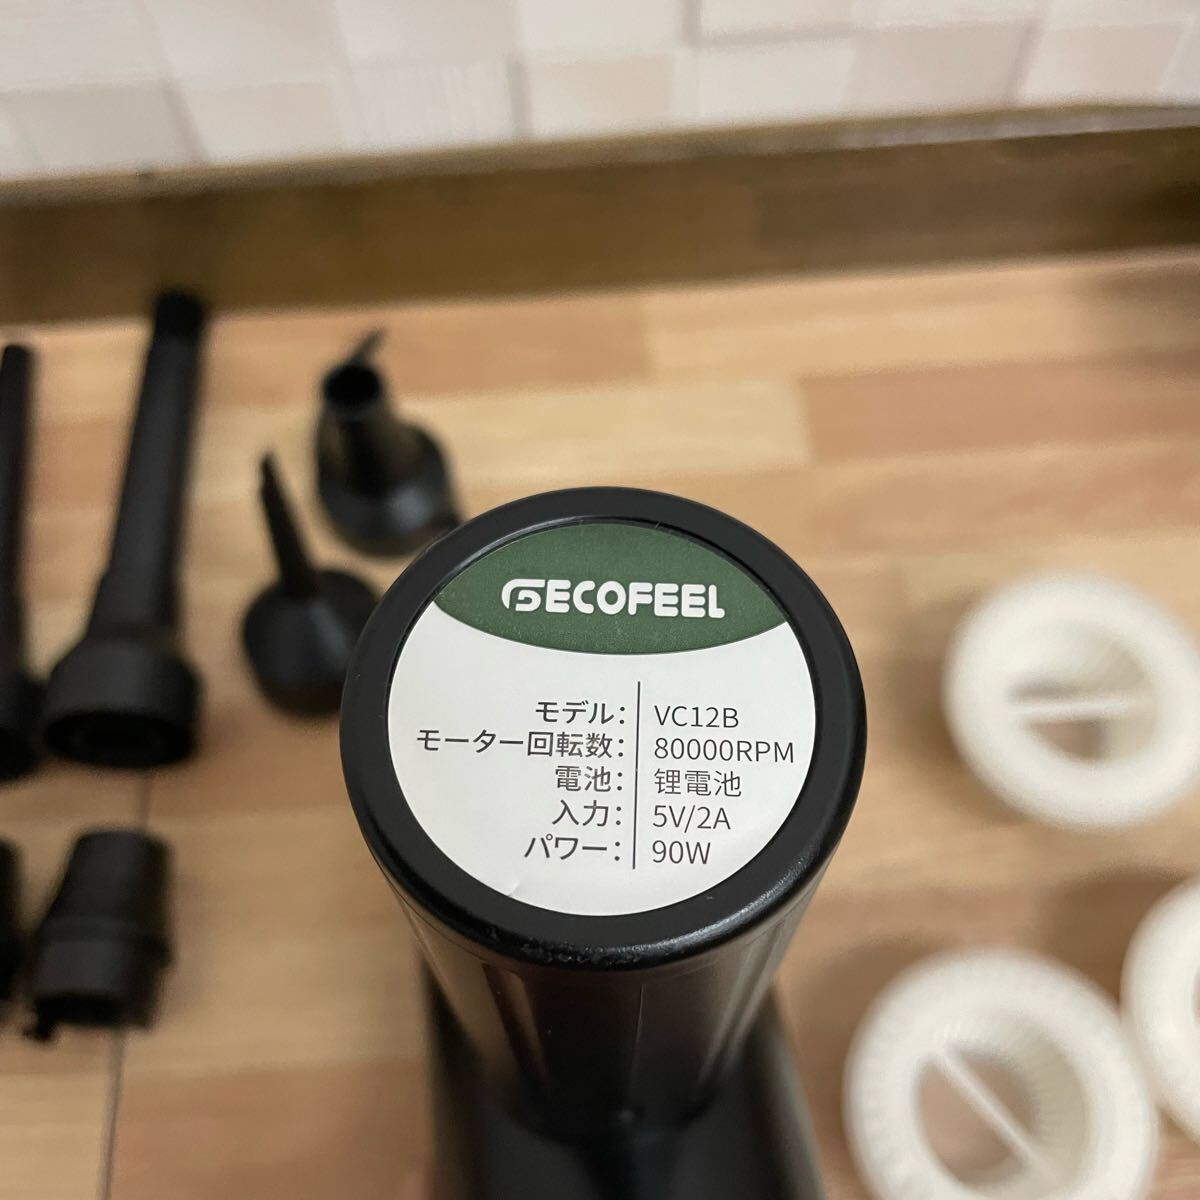 GECOFEEL
モデル： VC12B
モーター回転数： 80000RPM
電池： 锂電池
入力： 5V/2A
パワー： 90W